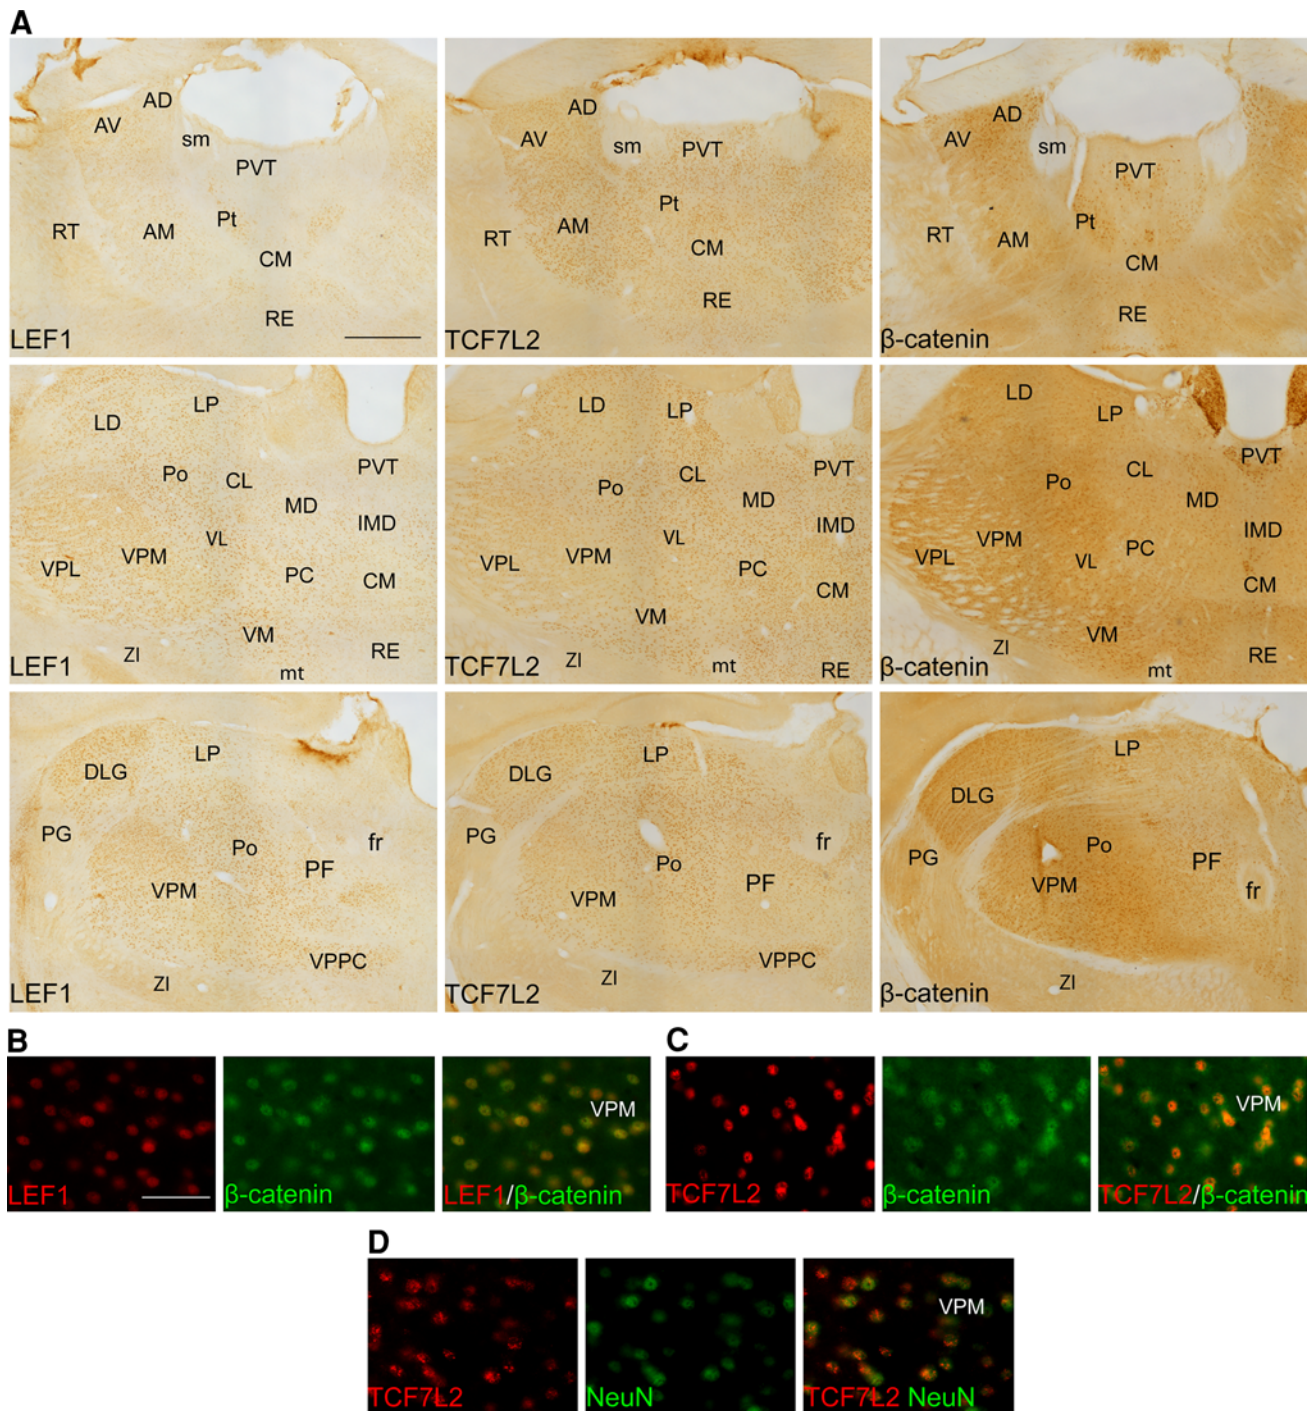 A
AD
AV
sm
PVT
Pt
RT
AM
CM
RE
LEF1
AD
AV
sm
PVT
Pt
AM
RT
CM
RE
TCF7L2
AD
AV
sm
PVT
Pt
RT
AM
CM
RE
β-catenin
LP
LD
PVT
Po
CL
MD
IMD
VL
VPM
VPL
PC
CM
VM
RE
ZI
mt
LEF1
LD
LP
PVT
CL
Po
MD
IMD
VL
VPL
VPM
PC
CM
VM
ZI
mt
RE
TCF7L2
LD
LP
PVT
CL
Po
MD
IMD
VPM
PC
VPL
VL
CM
VM
ZI
RE
mt
β-catenin
LP
DLG
PG
fr
Po
PF
VPM
VPPC
ZI
LEF1
LP
DLG
PG
fr
Po
PF
VPM
VPPC
ZI
TCF7L2
LP
DLG
Po
PG
PF
VPM
fr
ZI
β-catenin
B
LEF1
β-catenin
VPM
LEF1/β-catenin
C
TCF7L2
β-catenin
VPM
TCF7L2/β-catenin
D
TCF7L2
NeuN
VPM
TCF7L2 NeuN